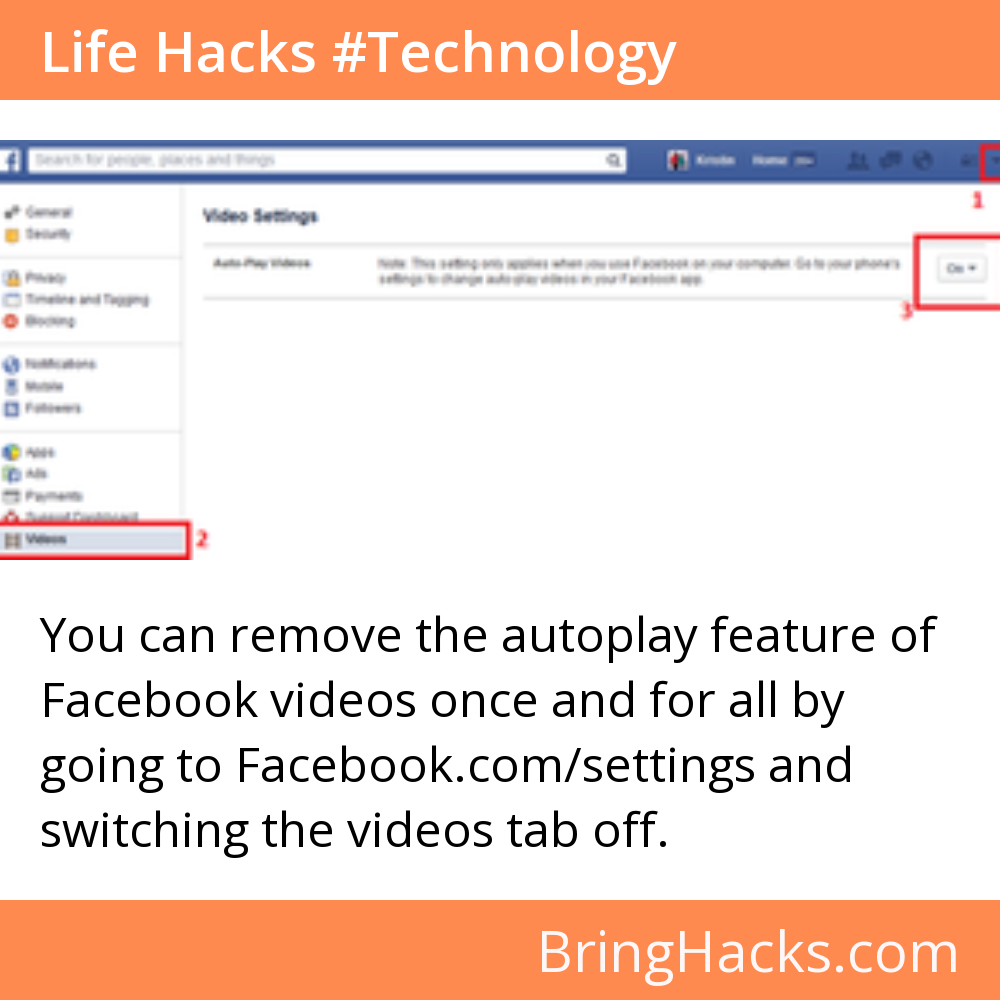 Life Hacks #Technology
f
Search for people, places and things
Kristin
Home
1
General
Security
Video Settings
Auto-Play Videos
Note: This setting only applies when you use Facebook on your computer. Go to your phone's
settings to change auto-play videos in your Facebook app.
3
Privacy
Timeline and Tagging
Blocking
Notifications
Mobile
Followers
Apps
Ads
Payments
Support Dashboard
Videos
2
You can remove the autoplay feature of
Facebook videos once and for all by
going to Facebook.com/settings and
switching the videos tab off.
BringHacks.com